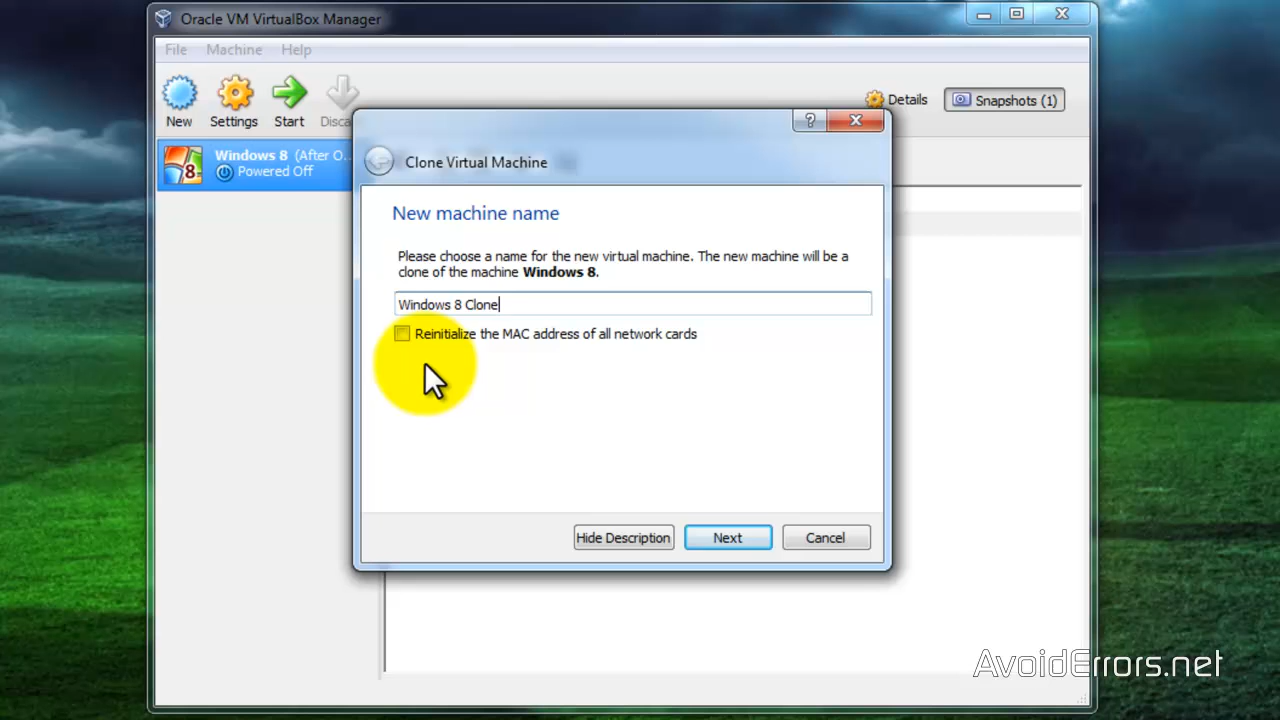 Oracle VM VirtualBox Manager
File Machine Help
New Settings Start Disca
Details
Snapshots (1)
Windows 8 (After O...
Powered Off
8
Clone Virtual Machine
New machine name
Please choose a name for the new virtual machine. The new machine will be a
clone of the machine Windows 8.
Windows 8 Clone
Reinitialize the MAC address of all network cards
Hide Description
Next
Cancel
AvoidErrors.net